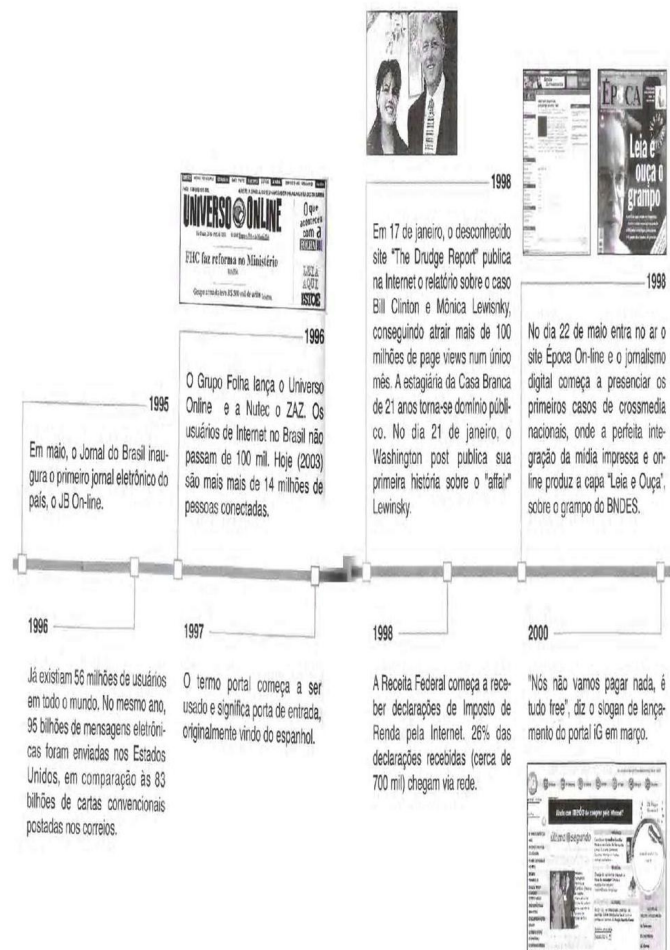 1998
Em 17 de janeiro, o desconhecido
site "The Drudge Report" publica
na Internet o relatório sobre o caso
Bill Clinton e Mônica Lewisnky,
conseguindo atrair mais de 100
milhões de page views num único
mês. A estagiária da Casa Branca
de 21 anos torna-se domínio públi-
co. No dia 21 de janeiro, o
Washington post publica sua
primeira história sobre o "affair"
Lewinsky.
ÉPOCA
Leia e
ouça o
grampo
1998
No dia 22 de maio entra no ar o
site Época On-line e o jornalismo
digital começa a presenciar os
primeiros casos de crossmedia
nacionais, onde a perfeita inte-
gração da mídia impressa e on-
line produz a capa "Leia e Ouça",
sobre o grampo do BNDES.
UNIVERSO ONLINE
FHC faz reforma no Ministério
O que
aconteceu
com a
LEIA
AQUI
ISTOÉ
1996
O Grupo Folha lança o Universo
Online e a Nutec o ZAZ. Os
usuários de Internet no Brasil não
passam de 100 mil. Hoje (2003)
são mais mais de 14 milhões de
pessoas conectadas.
1995
Em maio, o Jornal do Brasil inau-
gura o primeiro jornal eletrônico do
país, o JB On-line.
1996
Já existiam 56 milhões de usuários
em todo o mundo. No mesmo ano,
95 bilhões de mensagens eletrôni-
cas foram enviadas nos Estados
Unidos, em comparação às 83
bilhões de cartas convencionais
postadas nos correios.
1997
O termo portal começa a ser
usado e significa porta de entrada,
originalmente vindo do espanhol.
1998
A Receita Federal começa a rece-
ber declarações de Imposto de
Renda pela Internet. 26% das
declarações recebidas (cerca de
700 mil) chegam via rede.
2000
"Nós não vamos pagar nada, é
tudo free", diz o slogan de lança-
mento do portal iG em março.
último@segundo